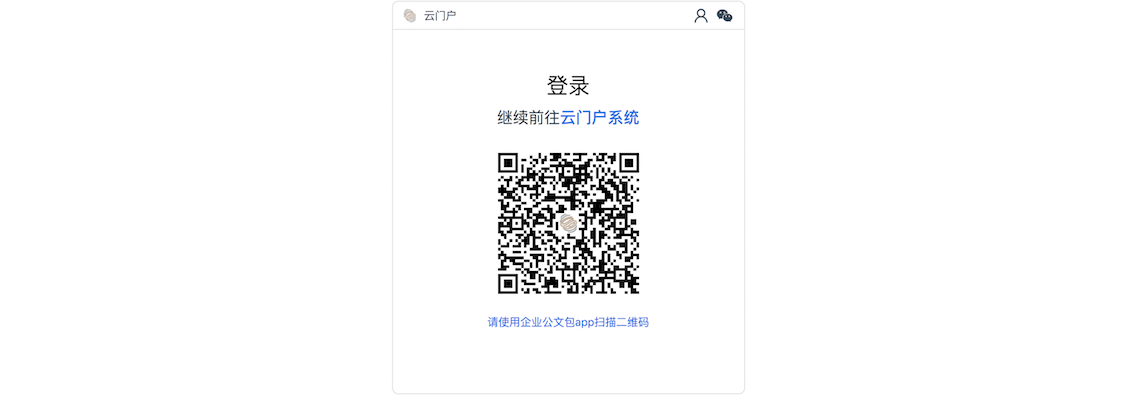 云门户
登录
继续前往云门户系统
请使用企业公文包app扫描二维码